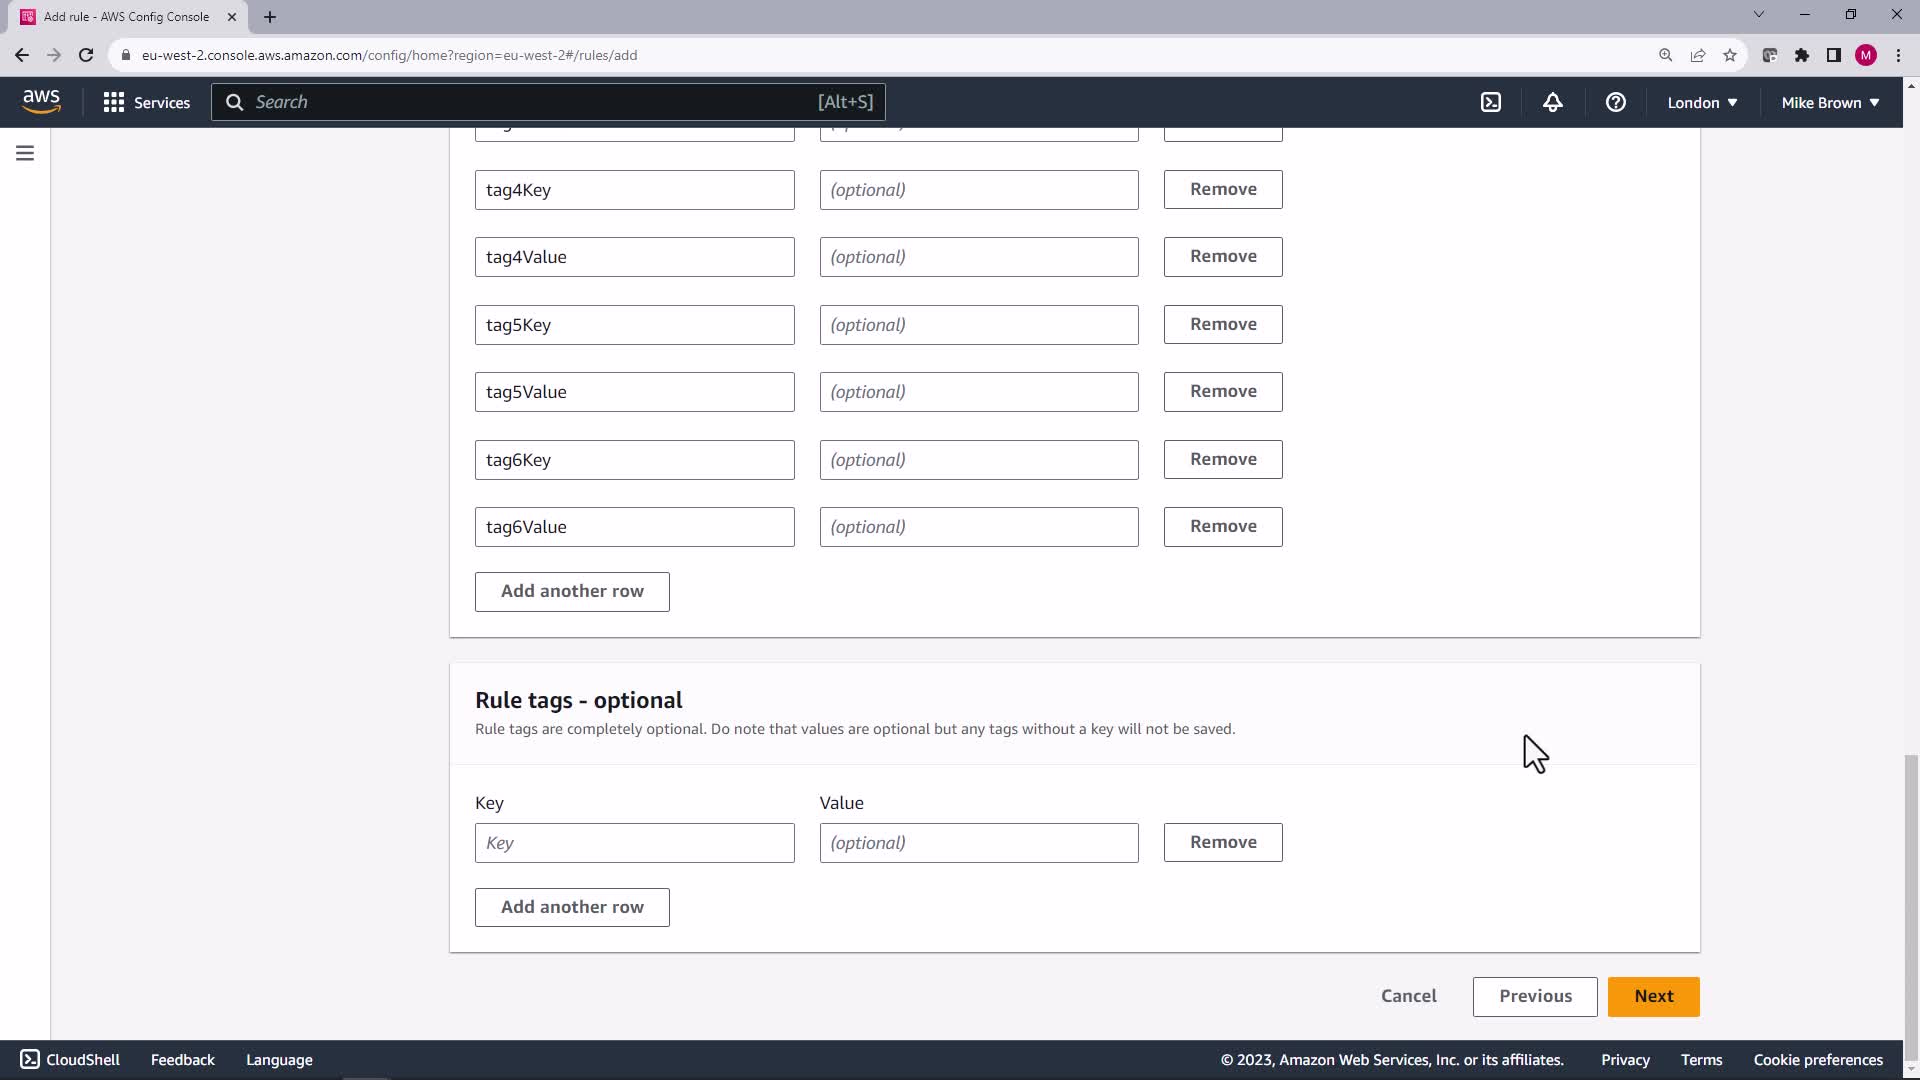 Add rule - AWS Config Console
eu-west-2.console.aws.amazon.com/config/home?region=eu-west-2#/rules/add
M
aws
Services
Search
[Alt+S]
London
Mike Brown
tag4Key
(optional)
Remove
tag4Value
(optional)
Remove
tag5Key
(optional)
Remove
tag5Value
(optional)
Remove
tag6Key
(optional)
Remove
tag6Value
(optional)
Remove
Add another row
Rule tags - optional
Rule tags are completely optional. Do note that values are optional but any tags without a key will not be saved.
Key
Value
Key
(optional)
Remove
Add another row
Cancel
Previous
Next
CloudShell
Feedback
Language
© 2023, Amazon Web Services, Inc. or its affiliates.
Privacy
Terms
Cookie preferences